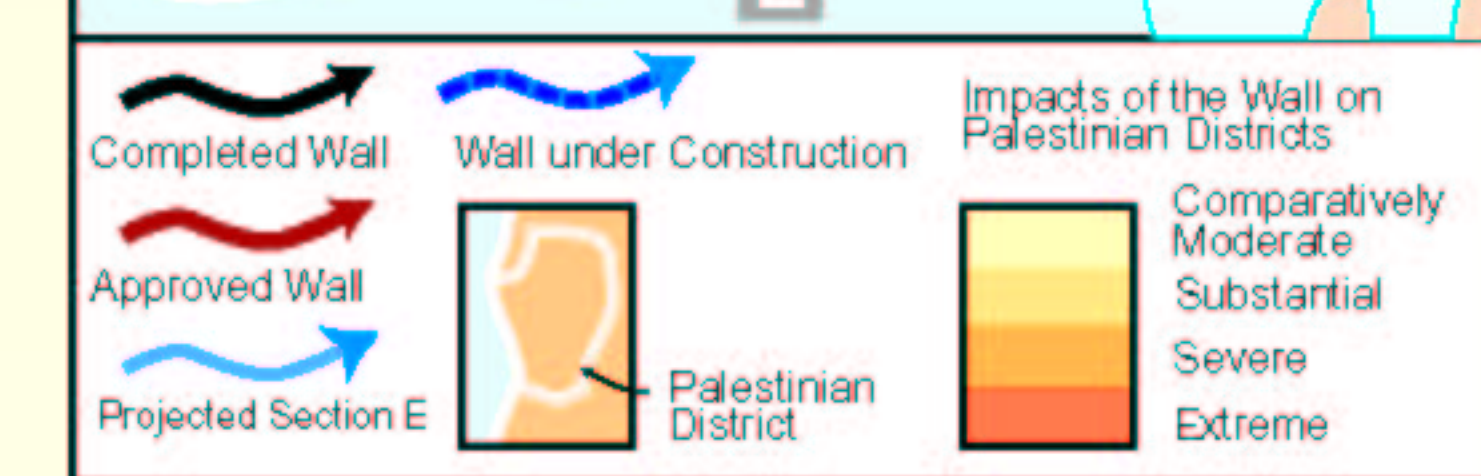 Completed Wall
Wall under Construction
Approved Wall
Projected Section E
Palestinian
District
Impacts of the Wall on
Palestinian Districts
Comparatively
Moderate
Substantial
Severe
Extreme